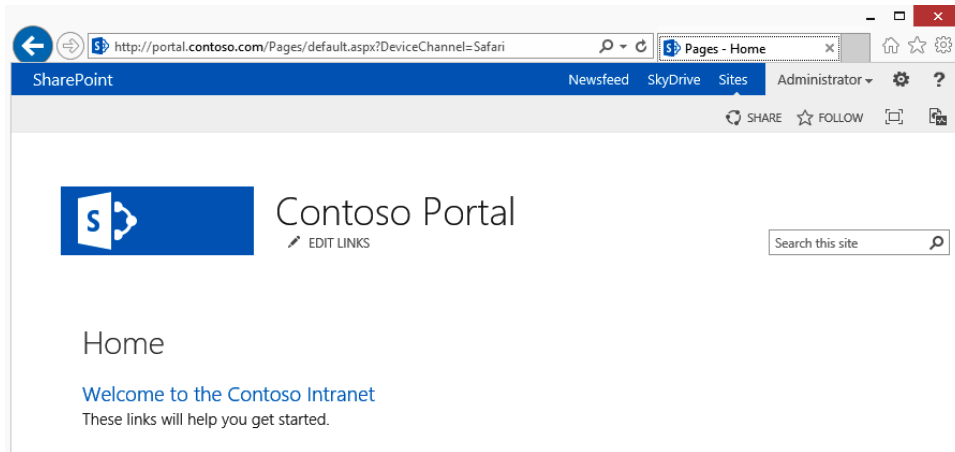 http://portal.contoso.com/Pages/default.aspx?DeviceChannel=Safari
Pages - Home
SharePoint Newsfeed SkyDrive Sites Administrator ?
SHARE FOLLOW
S
Contoso Portal
EDIT LINKS
Search this site
Home
Welcome to the Contoso Intranet
These links will help you get started.